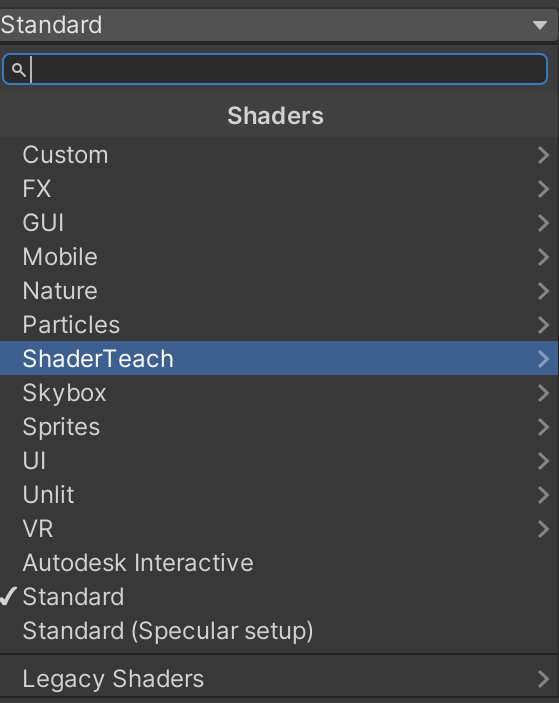 Standard
Shaders
Custom
FX
GUI
Mobile
Nature
Particles
ShaderTeach
Skybox
Sprites
UI
Unlit
VR
Autodesk Interactive
Standard
Standard (Specular setup)
Legacy Shaders